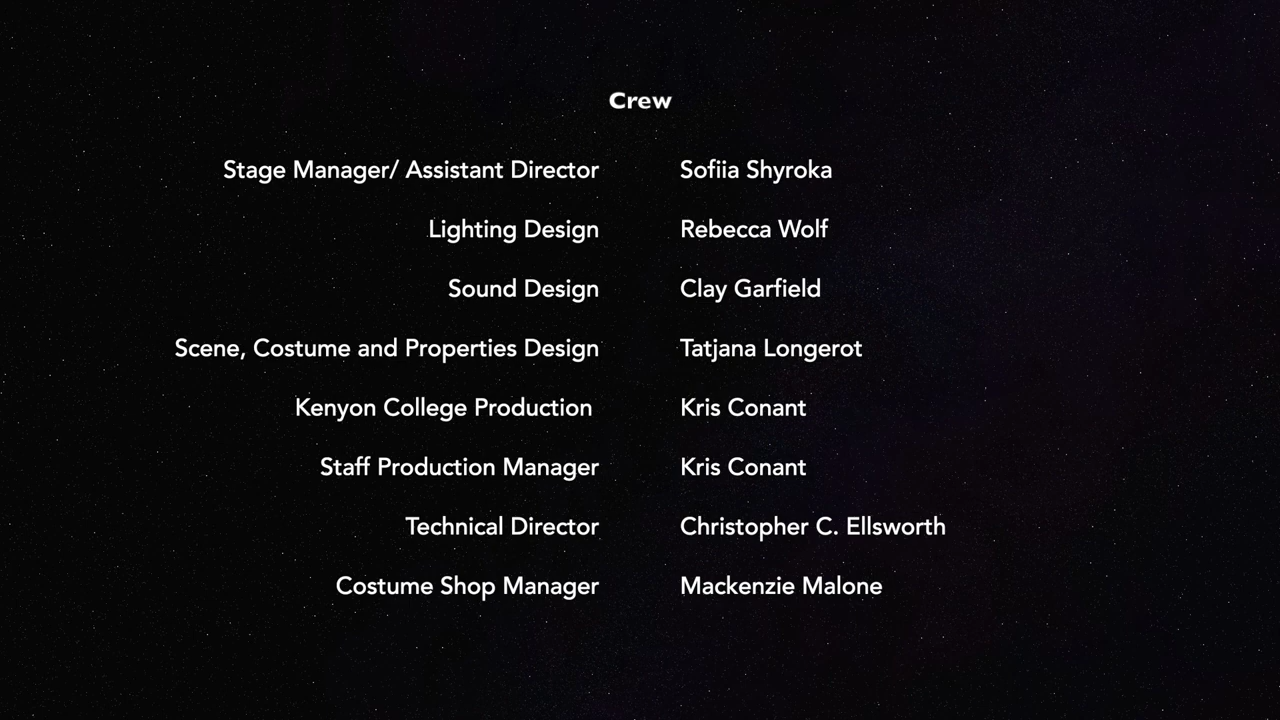 Crew
Stage Manager/ Assistant Director Sofiia Shyroka
Lighting Design Rebecca Wolf
Sound Design Clay Garfield
Scene, Costume and Properties Design Tatjana Longerot
Kenyon College Production Kris Conant
Staff Production Manager Kris Conant
Technical Director Christopher C. Ellsworth
Costume Shop Manager Mackenzie Malone